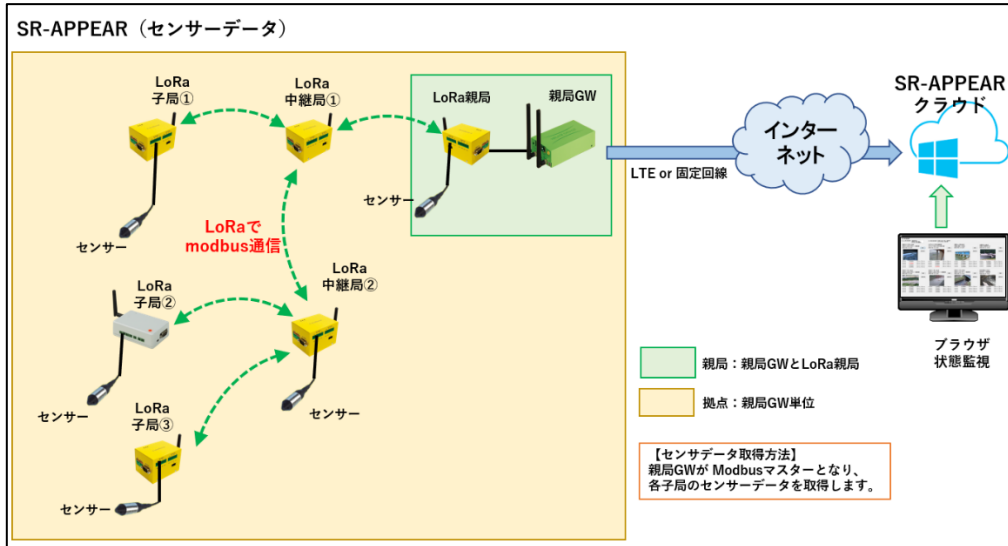 SR-APPEAR（センサーデータ）
LoRa
子局①
LoRa
中継局①
LoRa親局
親局GW
センサー
センサー
LoRaで
modbus通信
LoRa
中継局②
LoRa
子局②
センサー
センサー
LoRa
子局③
センサー
LTE or 固定回線
インター
ネット
SR-APPEAR
クラウド
ブラウザ
状態監視
親局：親局GWとLoRa親局
拠点：親局GW単位
【センサデータ取得方法】
親局GWが Modbusマスターとなり、
各子局のセンサーデータを取得します。